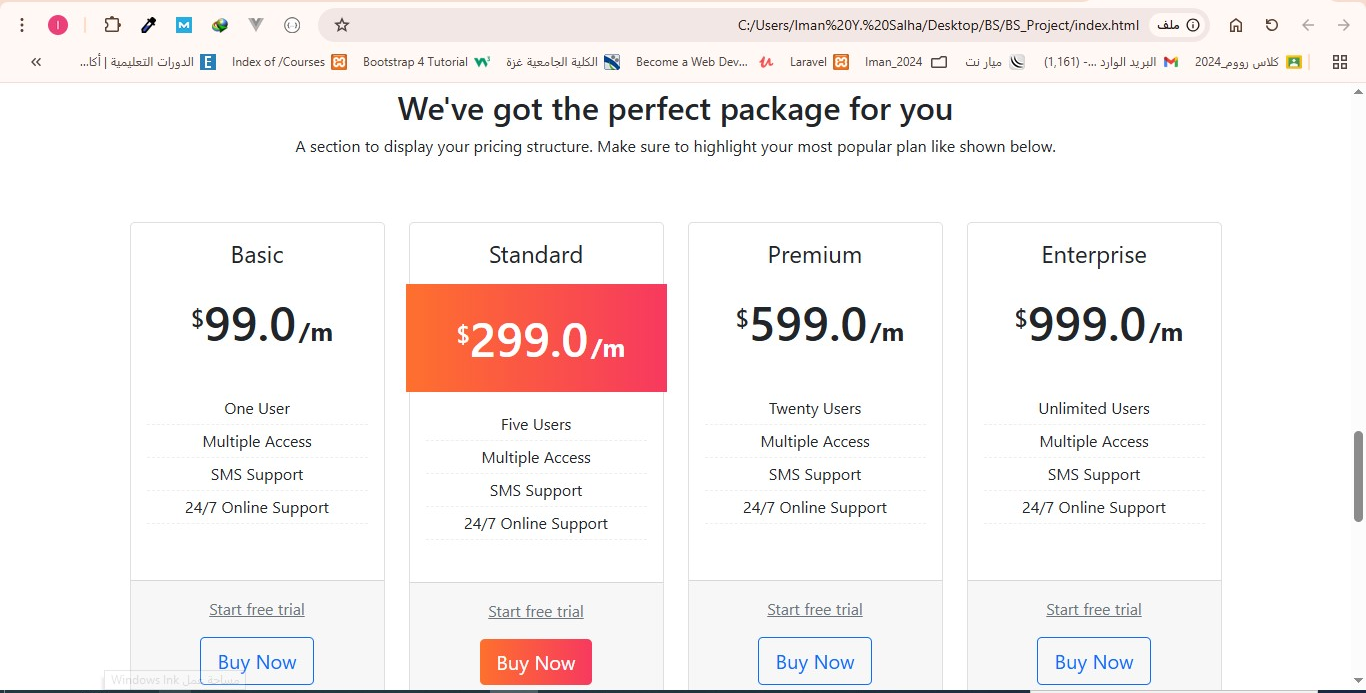 C:/Users/Iman%20Y.%20Salha/Desktop/BS/BS_Project/index.html ملف
الدورات التعليمية | أكا...
Index of /Courses
Bootstrap 4 Tutorial
الكلية الجامعية غزة
Become a Web Dev...
Laravel
Iman_2024
ميار نت
البريد الوارد ...- (1,161)
كلاس رووم_2024
We've got the perfect package for you
A section to display your pricing structure. Make sure to highlight your most popular plan like shown below.
Basic
$99.0/m
One User
Multiple Access
SMS Support
24/7 Online Support
Start free trial
Buy Now
Standard
$299.0/m
Five Users
Multiple Access
SMS Support
24/7 Online Support
Start free trial
Buy Now
Premium
$599.0/m
Twenty Users
Multiple Access
SMS Support
24/7 Online Support
Start free trial
Buy Now
Enterprise
$999.0/m
Unlimited Users
Multiple Access
SMS Support
24/7 Online Support
Start free trial
Buy Now
مساحة عمل Windows Ink